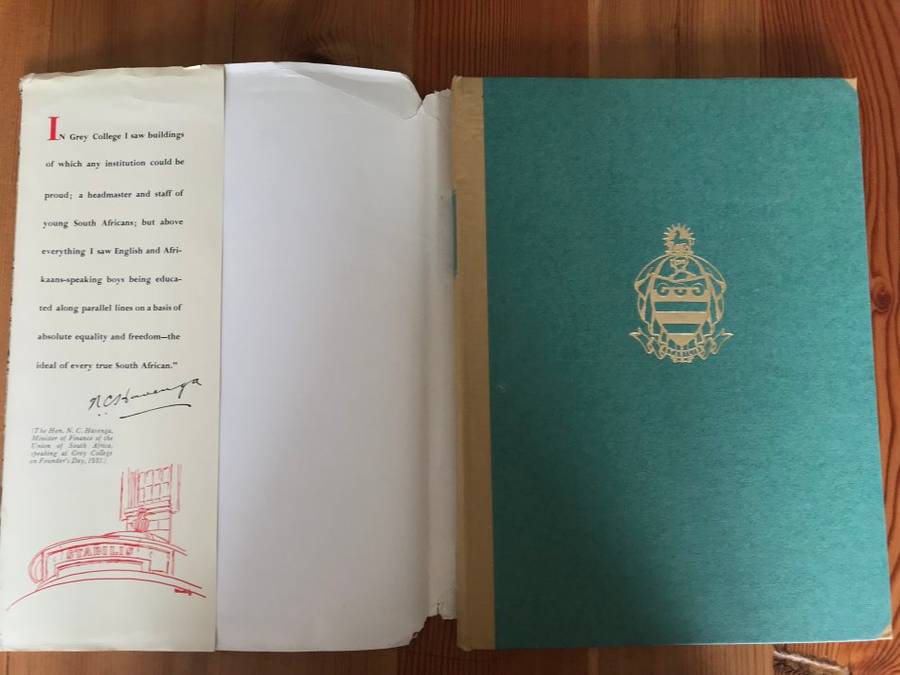 IN Grey College I saw buildings
of which any institution could be
proud; a headmaster and staff of
young South Africans; but above
everything I saw English and Afri-
kaans-speaking boys being educa-
ted along parallel lines on a basis of
absolute equality and freedom—the
ideal of every true South African."
N.C. Havenga
(The Hon. N. C. Havenga,
Minister of Finance of the
Union of South Africa,
speaking at Grey College
on Founder's Day,
STABILIS